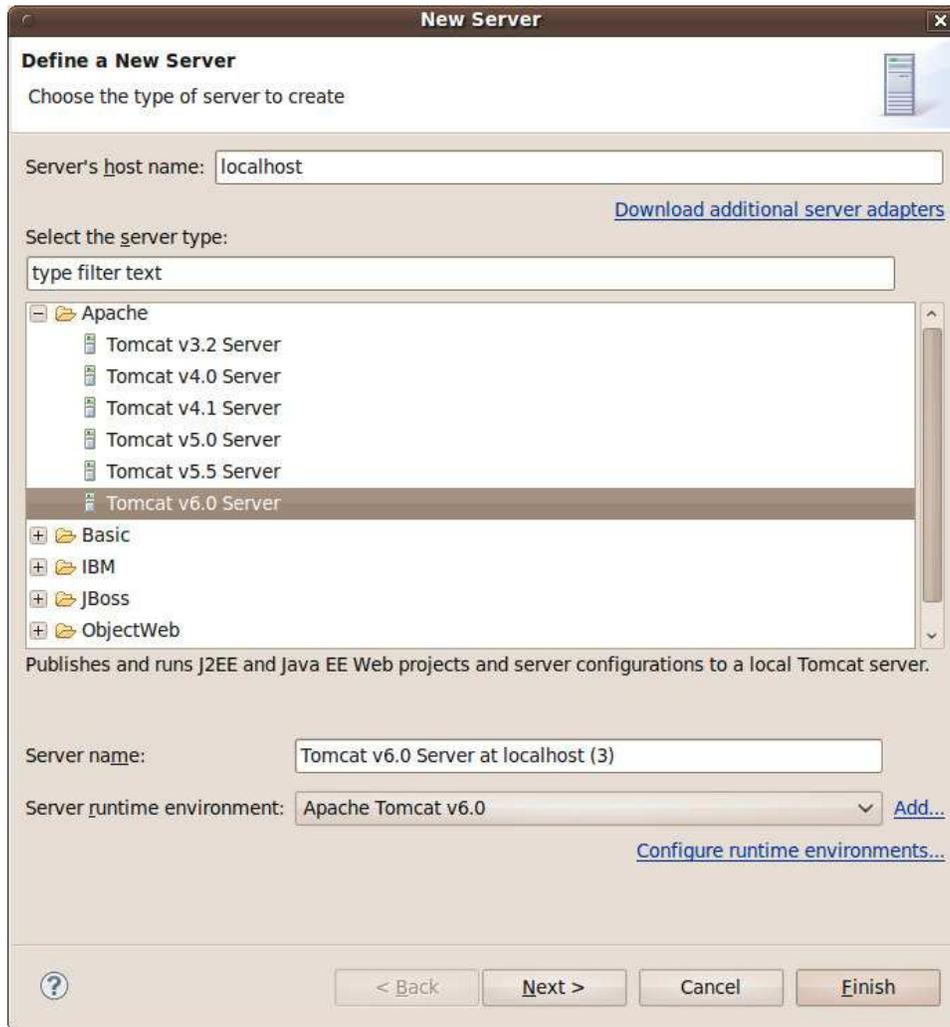 New Server
Define a New Server
Choose the type of server to create
Server's host name: localhost
Download additional server adapters
Select the server type:
type filter text
Apache
Tomcat v3.2 Server
Tomcat v4.0 Server
Tomcat v4.1 Server
Tomcat v5.0 Server
Tomcat v5.5 Server
Tomcat v6.0 Server
Basic
IBM
JBoss
ObjectWeb
Publishes and runs J2EE and Java EE Web projects and server configurations to a local Tomcat server.
Server name: Tomcat v6.0 Server at localhost (3)
Server runtime environment: Apache Tomcat v6.0 Add...
Configure runtime environments...
? < Back Next > Cancel Finish